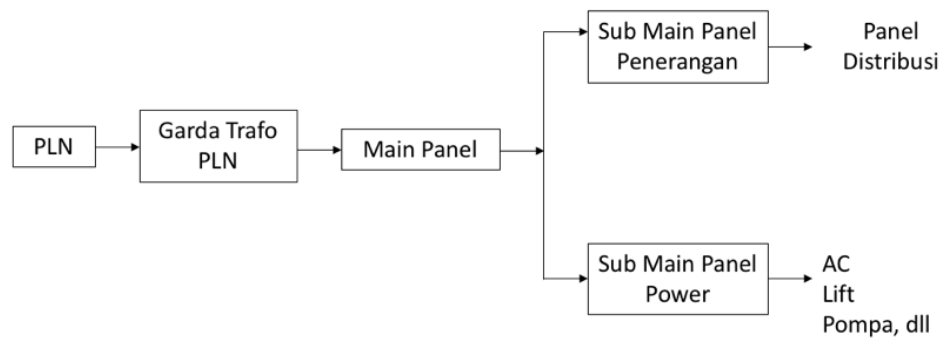 PLN
Garda Trafo
PLN
Main Panel
Sub Main Panel
Penerangan
Panel
Distribusi
Sub Main Panel
Power
AC
Lift
Pompa, dll